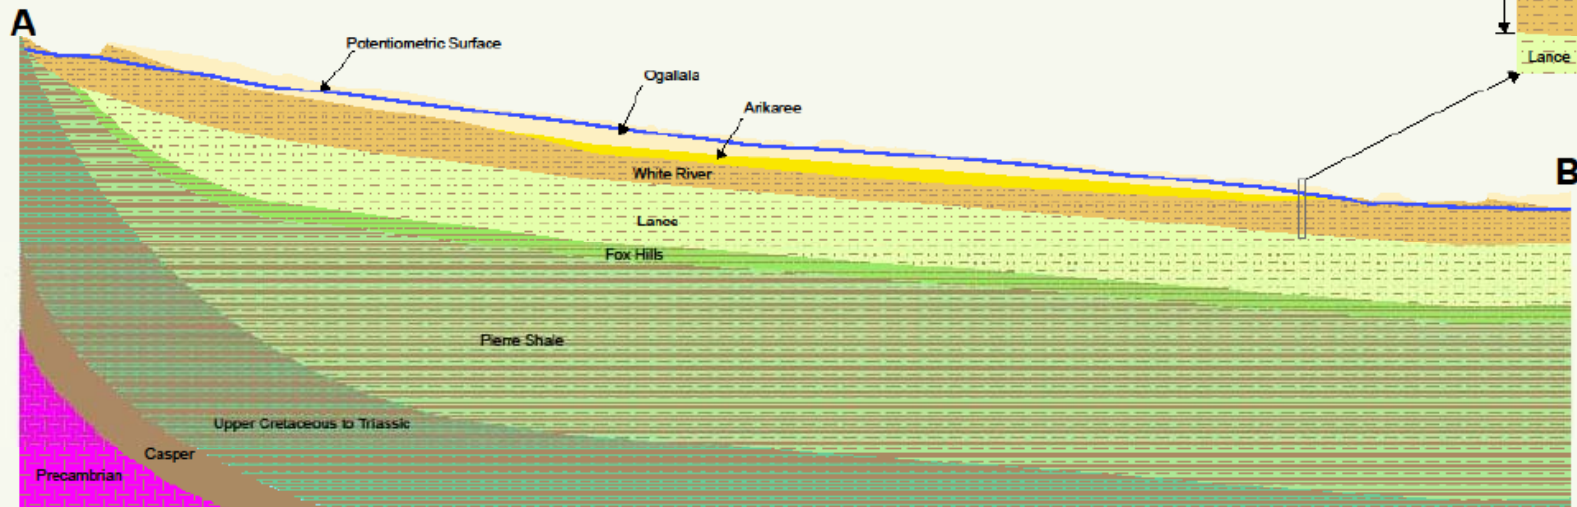 A
Potentiometric Surface
Ogallala
Arikaree
Lance
B
White River
Lance
Fox Hills
Pierre Shale
Upper Cretaceous to Triassic
Casper
Precambrian